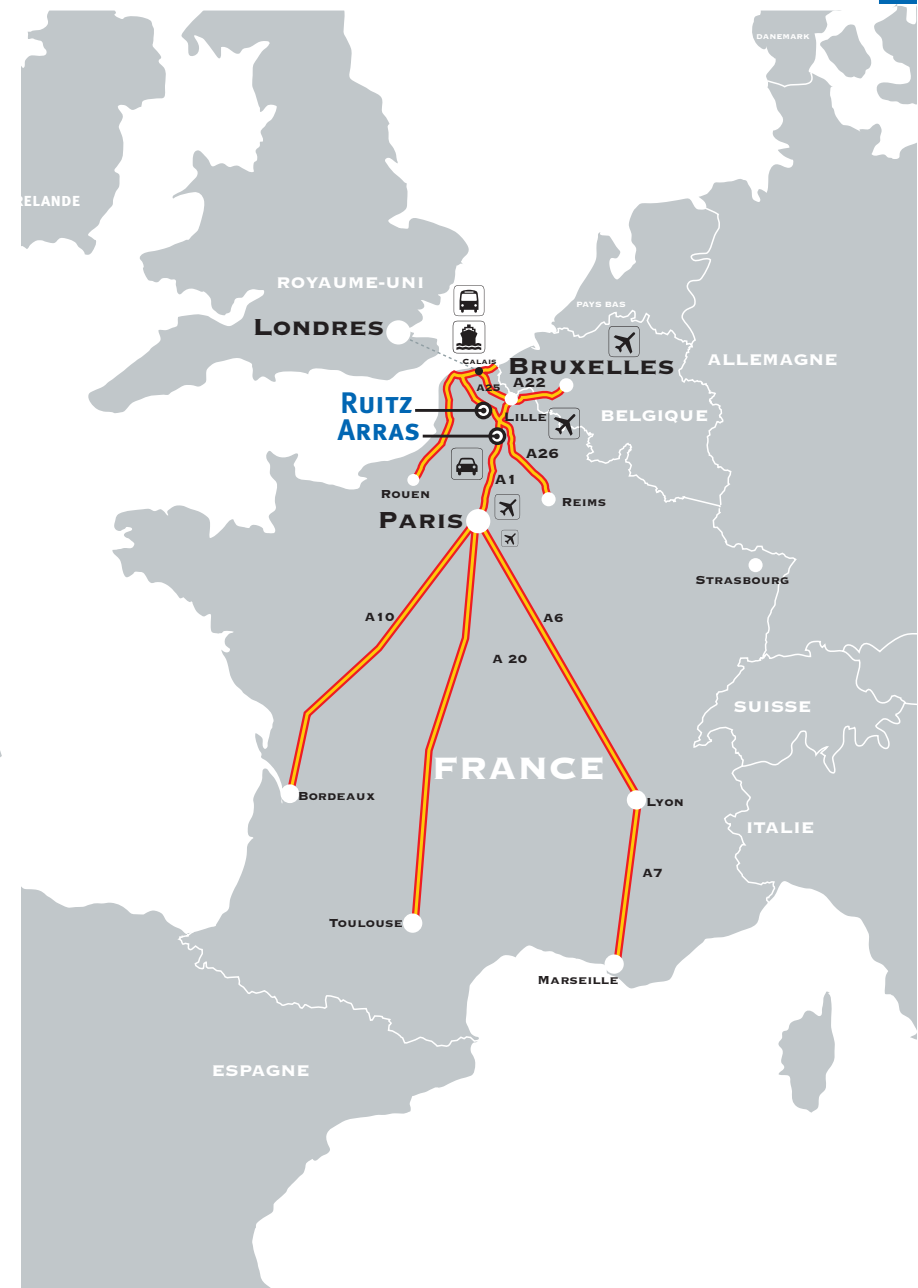 DANEMARK
RELANDE
ROYAUME-UNI
PAYS BAS
LONDRES
CALAIS
BRUXELLES
ALLEMAGNE
A25
A22
RUITZ
LILLE
BELGIQUE
ARRAS
A26
A1
ROUEN
REIMS
PARIS
STRASBOURG
A10
A6
A 20
SUISSE
FRANCE
BORDEAUX
LYON
ITALIE
A7
TOULOUSE
MARSEILLE
ESPAGNE